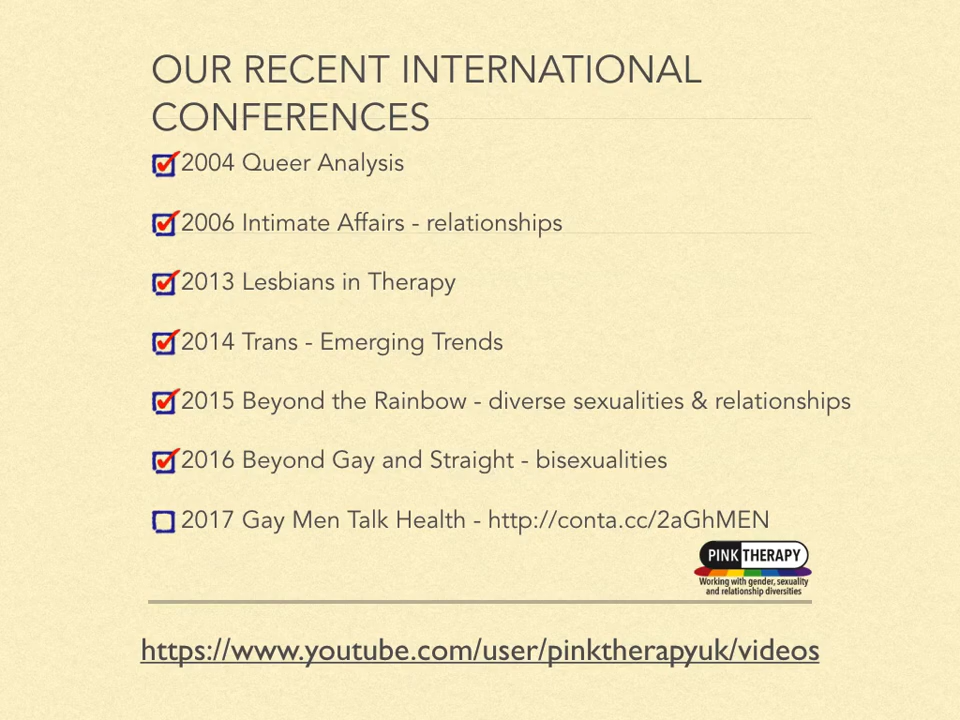 OUR RECENT INTERNATIONAL
CONFERENCES
2004 Queer Analysis
2006 Intimate Affairs - relationships
2013 Lesbians in Therapy
2014 Trans - Emerging Trends
2015 Beyond the Rainbow - diverse sexualities & relationships
2016 Beyond Gay and Straight - bisexualities
2017 Gay Men Talk Health - http://conta.cc/2aGhMEN
PINK THERAPY
Working with gender, sexuality
and relationship diversities
https://www.youtube.com/user/pinktherapyuk/videos